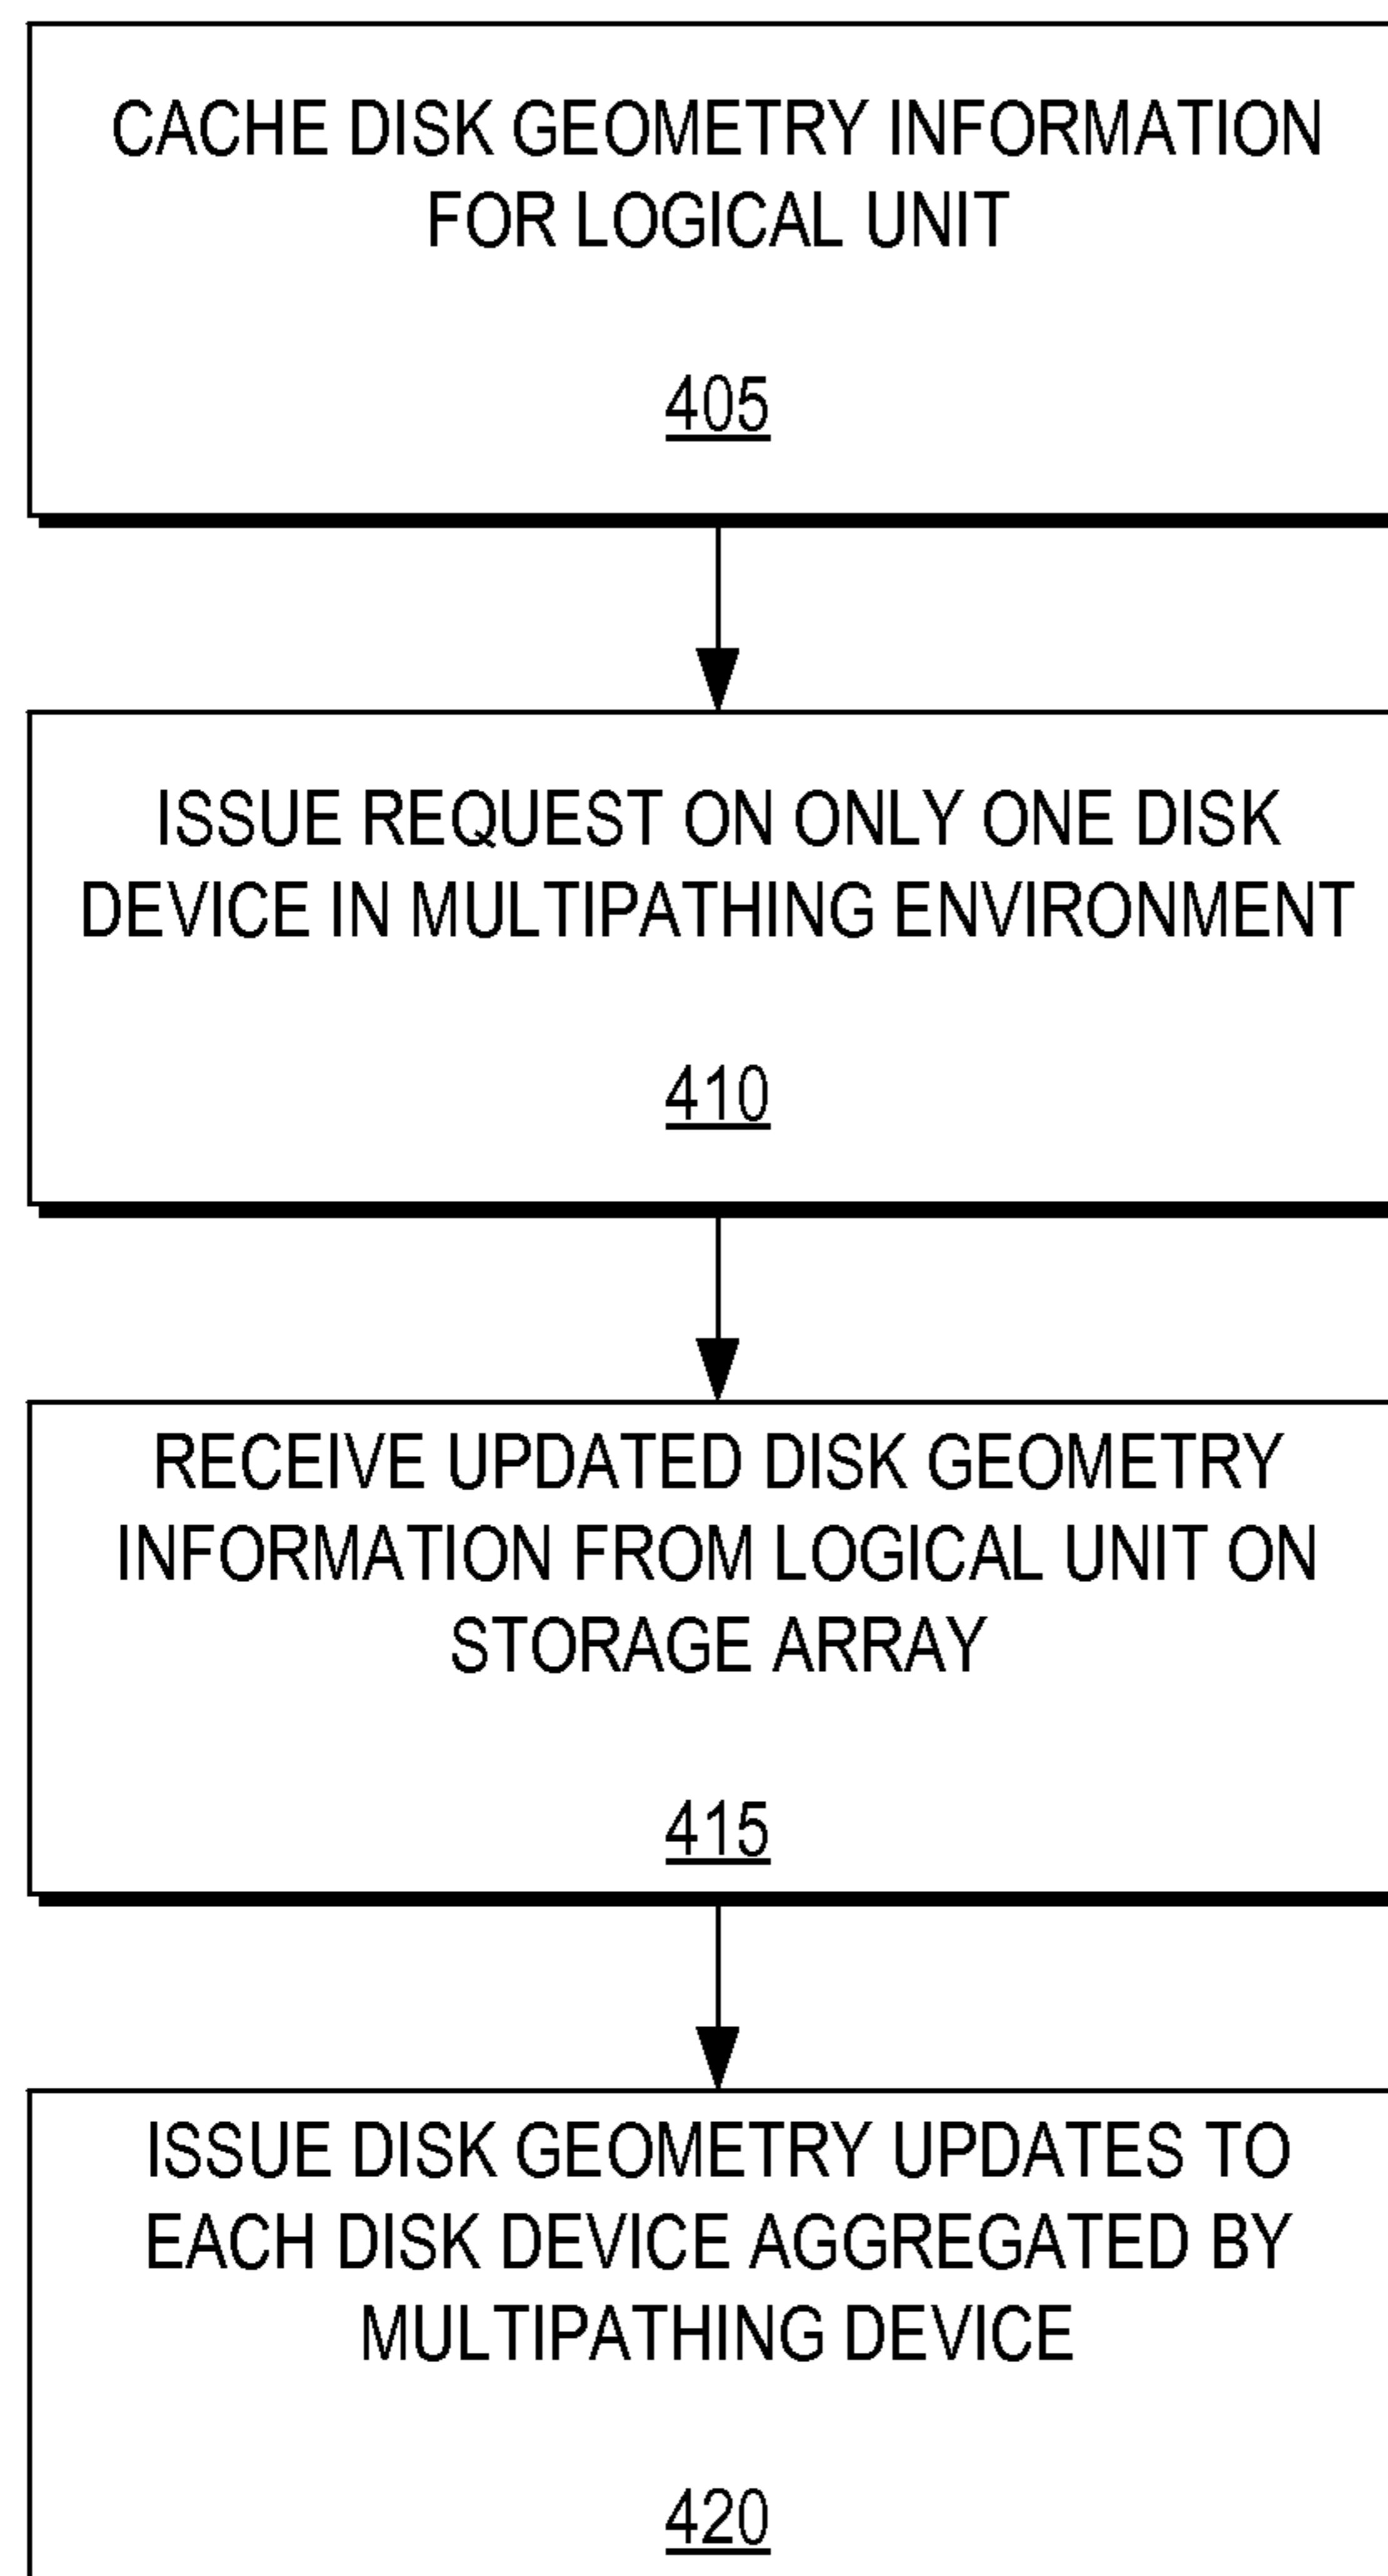 CACHE DISK GEOMETRY INFORMATION
FOR LOGICAL UNIT
405
ISSUE REQUEST ON ONLY ONE DISK
DEVICE IN MULTIPATHING ENVIRONMENT
410
RECEIVE UPDATED DISK GEOMETRY
INFORMATION FROM LOGICAL UNIT ON
STORAGE ARRAY
415
ISSUE DISK GEOMETRY UPDATES TO
EACH DISK DEVICE AGGREGATED BY
MULTIPATHING DEVICE
420